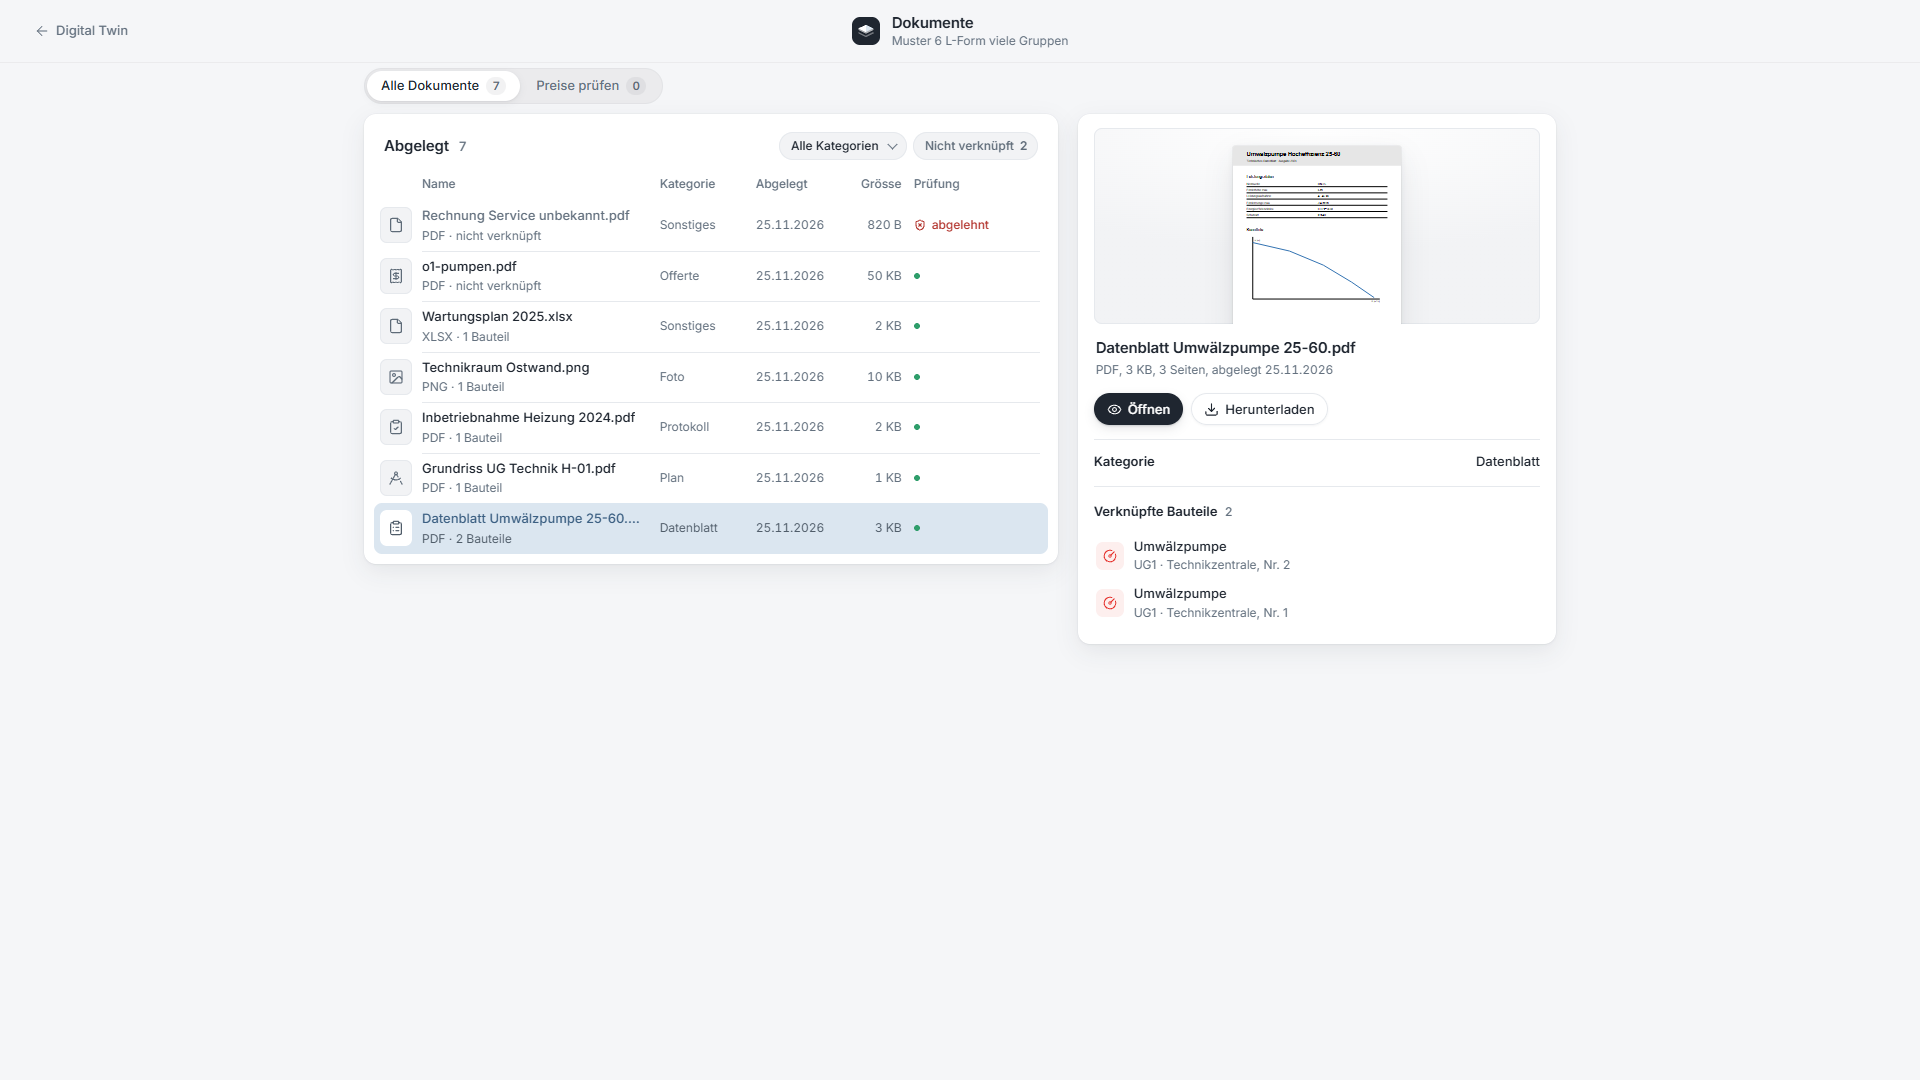 Digital Twin
Dokumente
Muster 6 L-Form viele Gruppen
Alle Dokumente 7
Preise prüfen 0
Abgelegt 7
Alle Kategorien
Nicht verknüpft 2
Name Kategorie Abgelegt Grösse Prüfung
Rechnung Service unbekannt.pdf
PDF · nicht verknüpft
Sonstiges 25.11.2026 820 B abgelehnt
o1-pumpen.pdf
PDF · nicht verknüpft
Offerte 25.11.2026 50 KB
Wartungsplan 2025.xlsx
XLSX · 1 Bauteil
Sonstiges 25.11.2026 2 KB
Technikraum Ostwand.png
PNG · 1 Bauteil
Foto 25.11.2026 10 KB
Inbetriebnahme Heizung 2024.pdf
PDF · 1 Bauteil
Protokoll 25.11.2026 2 KB
Grundriss UG Technik H-01.pdf
PDF · 1 Bauteil
Plan 25.11.2026 1 KB
Datenblatt Umwälzpumpe 25-60....
PDF · 2 Bauteile
Datenblatt 25.11.2026 3 KB
Umwälzpumpe Hocheffizienz 25-60
Datenblatt Umwälzpumpe 25-60.pdf
PDF, 3 KB, 3 Seiten, abgelegt 25.11.2026
Öffnen
Herunterladen
Kategorie Datenblatt
Verknüpfte Bauteile 2
Umwälzpumpe
UG1 · Technikzentrale, Nr. 2
Umwälzpumpe
UG1 · Technikzentrale, Nr. 1